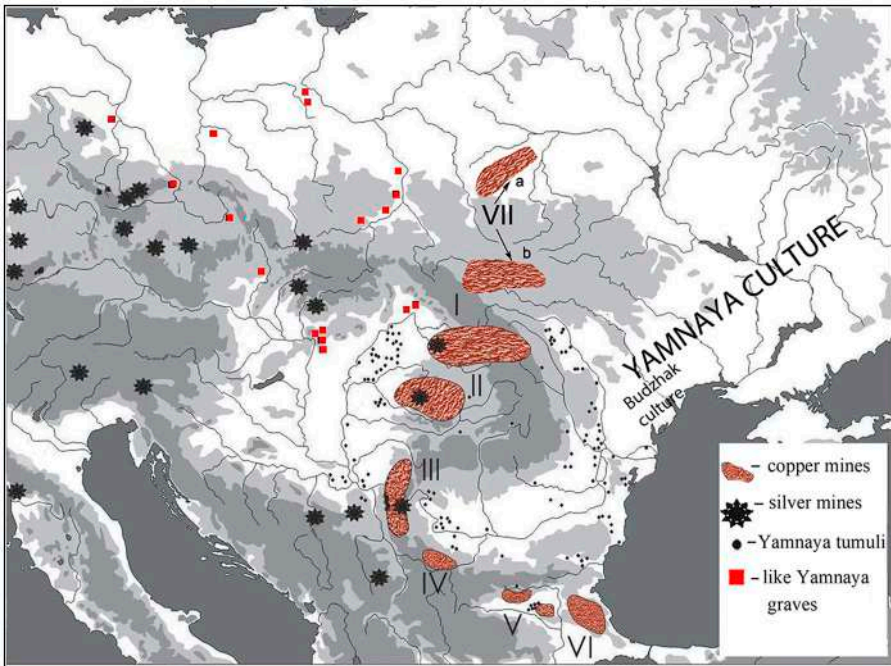 a
VII
b
YAMNAYA CULTURE
Budzhak
culture
I
II
III
IV
V
VI
– copper mines
– silver mines
–Yamnaya tumuli
– like Yamnaya
graves